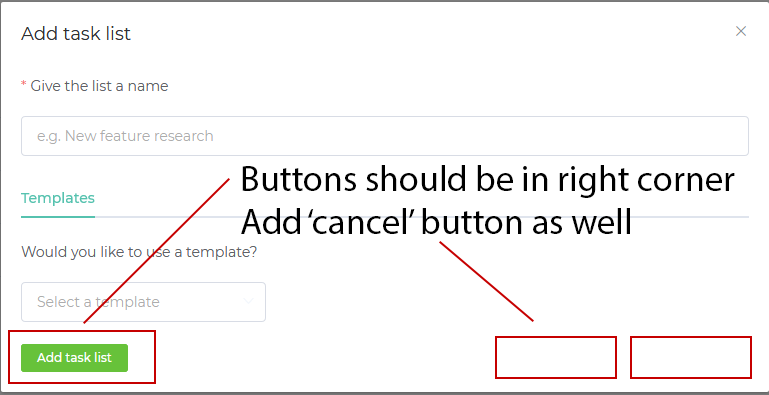 Add task list
* Give the list a name
e.g. New feature research
Buttons should be in right corner
Templates
Add ‘cancel’ button as well
Would you like to use a template?
Select a template
Add task list